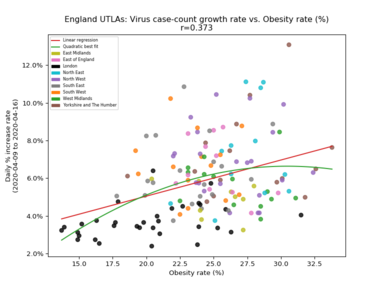 England UTLAs: Virus case-count growth rate vs. Obesity rate (%)
r=0.373
Linear regression
Quadratic best fit
East Midlands
East of England
London
North East
North West
South East
South West
West Midlands
Yorkshire and The Humber
Daily % increase rate
(2020-04-09 to 2020-04-16)
12.0%
10.0%
8.0%
6.0%
4.0%
2.0%
15.0 17.5 20.0 22.5 25.0 27.5 30.0 32.5
Obesity rate (%)